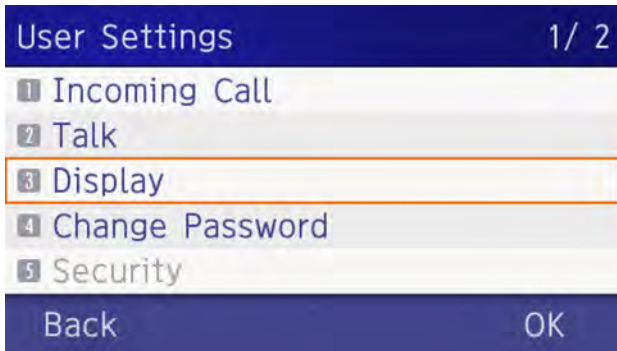 User Settings 1/ 2
1 Incoming Call
2 Talk
3 Display
4 Change Password
5 Security
Back OK